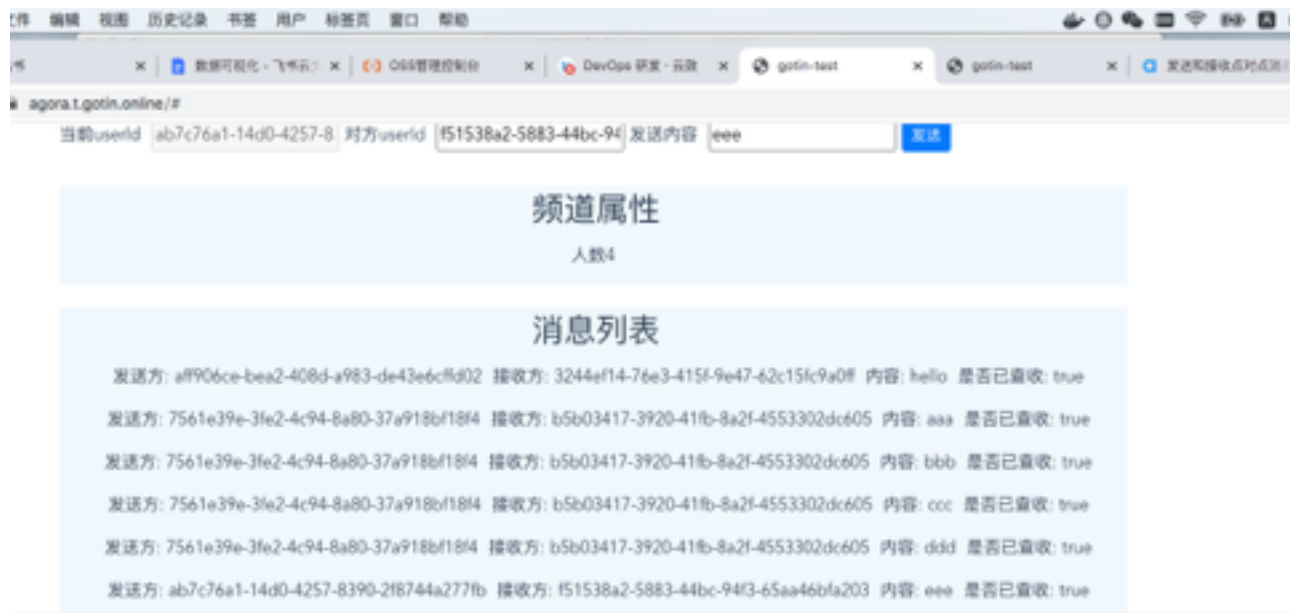 件 编辑 视图 历史记录 书签 用户 标签页 窗口 帮助
书 × 数据可视化 - 飞书云 × OSS管理控制台 × DevOps 研发 - 云效 × gotin-test × gotin-test × 发送和接收点对点消
agora.t.gotin.online/#
当前userId ab7c76a1-14d0-4257-8 对方userId f51538a2-5883-44bc-94 发送内容 eee 发送
频道属性
人数4
消息列表
发送方: aff906ce-bea2-408d-a983-de43e6cffd02 接收方: 3244ef14-76e3-415f-9e47-62c15fc9a0ff 内容: hello 是否已查收: true
发送方: 7561e39e-3fe2-4c94-8a80-37a918bf18f4 接收方: b5b03417-3920-41fb-8a2f-4553302dc605 内容: aaa 是否已查收: true
发送方: 7561e39e-3fe2-4c94-8a80-37a918bf18f4 接收方: b5b03417-3920-41fb-8a2f-4553302dc605 内容: bbb 是否已查收: true
发送方: 7561e39e-3fe2-4c94-8a80-37a918bf18f4 接收方: b5b03417-3920-41fb-8a2f-4553302dc605 内容: ccc 是否已查收: true
发送方: 7561e39e-3fe2-4c94-8a80-37a918bf18f4 接收方: b5b03417-3920-41fb-8a2f-4553302dc605 内容: ddd 是否已查收: true
发送方: ab7c76a1-14d0-4257-8390-2f8744a277fb 接收方: f51538a2-5883-44bc-94f3-65aa46bfa203 内容: eee 是否已查收: true